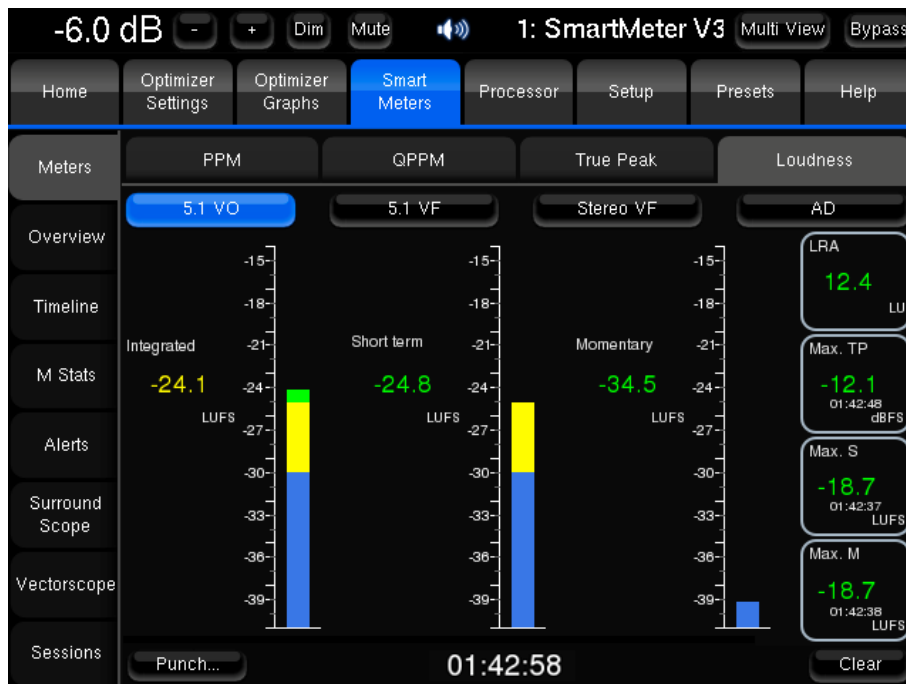 -6.0 dB - + Dim Mute 1: SmartMeter V3 Multi View Bypass
Home
Optimizer
Settings
Optimizer
Graphs
Smart
Meters
Processor
Setup
Presets
Help
Meters
PPM
QPPM
True Peak
Loudness
5.1 VO
5.1 VF
Stereo VF
AD
Overview
Timeline
M Stats
Alerts
Surround
Scope
Vectorscope
Sessions
Integrated
-24.1
LUFS
-15-
-18-
-21-
-24-
-27-
-30-
-33-
-36-
-39-
Short term
-24.8
LUFS
-15-
-18-
-21-
-24-
-27-
-30-
-33-
-36-
-39-
Momentary
-34.5
LUFS
-15-
-18-
-21-
-24-
-27-
-30-
-33-
-36-
-39-
LRA
12.4
LU
Max. TP
-12.1
01:42:48
dBFS
Max. S
-18.7
01:42:37
LUFS
Max. M
-18.7
01:42:38
LUFS
Punch...
01:42:58
Clear